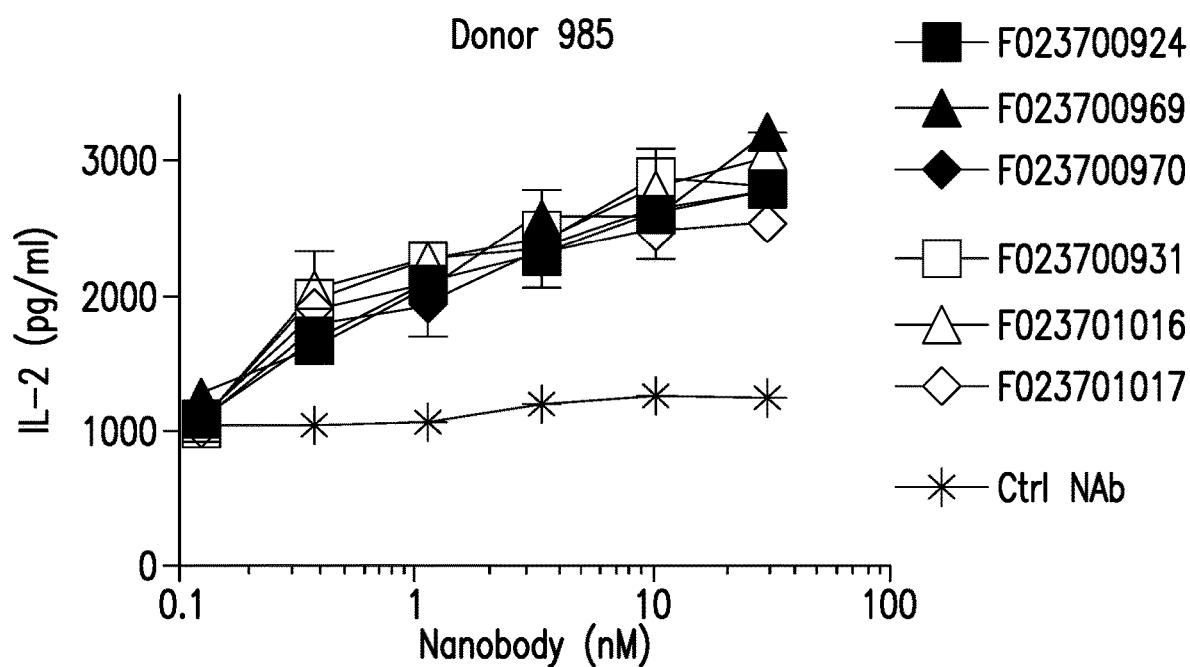 Donor 985
IL-2 (pg/ml)
3000
2000
1000
0
0.1
1
10
100
Nanobody (nM)
F023700924
F023700969
F023700970
F023700931
F023701016
F023701017
Ctrl NAb